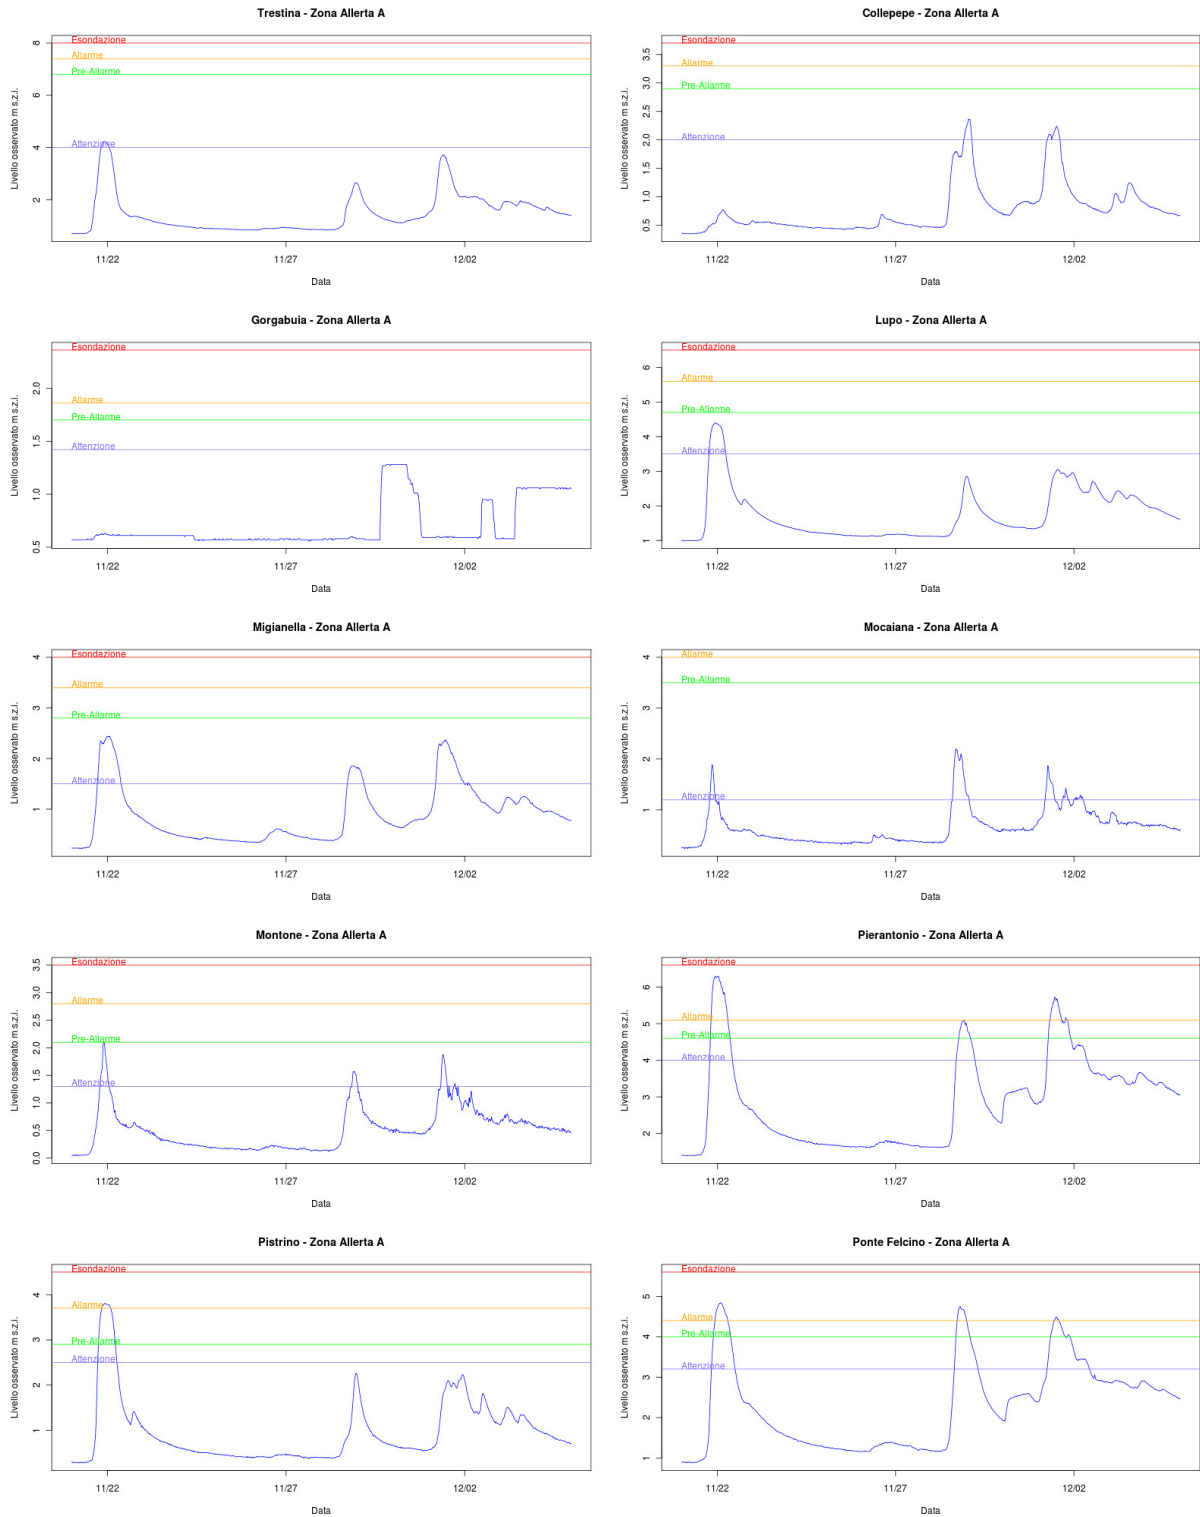 Trestina - Zona Allerta A
Livello osservato m s.z.i.
8
6
4
2
Esondazione
Allarme
Pre-Allarme
Attenzione
11/22
11/27
12/02
Data
Collepepe - Zona Allerta A
Livello osservato m s.z.i.
3.5
3.0
2.5
2.0
1.5
1.0
0.5
Esondazione
Allarme
Pre-Allarme
Attenzione
11/22
11/27
12/02
Data
Gorgabuia - Zona Allerta A
Livello osservato m s.z.i.
2.0
1.5
1.0
0.5
Esondazione
Allarme
Pre-Allarme
Attenzione
11/22
11/27
12/02
Data
Lupo - Zona Allerta A
Livello osservato m s.z.i.
6
5
4
3
2
1
Esondazione
Allarme
Pre-Allarme
Attenzione
11/22
11/27
12/02
Data
Migianella - Zona Allerta A
Livello osservato m s.z.i.
4
3
2
1
Esondazione
Allarme
Pre-Allarme
Attenzione
11/22
11/27
12/02
Data
Mocaiana - Zona Allerta A
Livello osservato m s.z.i.
4
3
2
1
Allarme
Pre-Allarme
Attenzione
11/22
11/27
12/02
Data
Montone - Zona Allerta A
Livello osservato m s.z.i.
3.5
3.0
2.5
2.0
1.5
1.0
0.5
0.0
Esondazione
Allarme
Pre-Allarme
Attenzione
11/22
11/27
12/02
Data
Pierantonio - Zona Allerta A
Livello osservato m s.z.i.
6
5
4
3
2
Esondazione
Allarme
Pre-Allarme
Attenzione
11/22
11/27
12/02
Data
Pistrino - Zona Allerta A
Livello osservato m s.z.i.
4
3
2
1
Esondazione
Allarme
Pre-Allarme
Attenzione
11/22
11/27
12/02
Data
Ponte Felcino - Zona Allerta A
Livello osservato m s.z.i.
5
4
3
2
1
Esondazione
Allarme
Pre-Allarme
Attenzione
11/22
11/27
12/02
Data